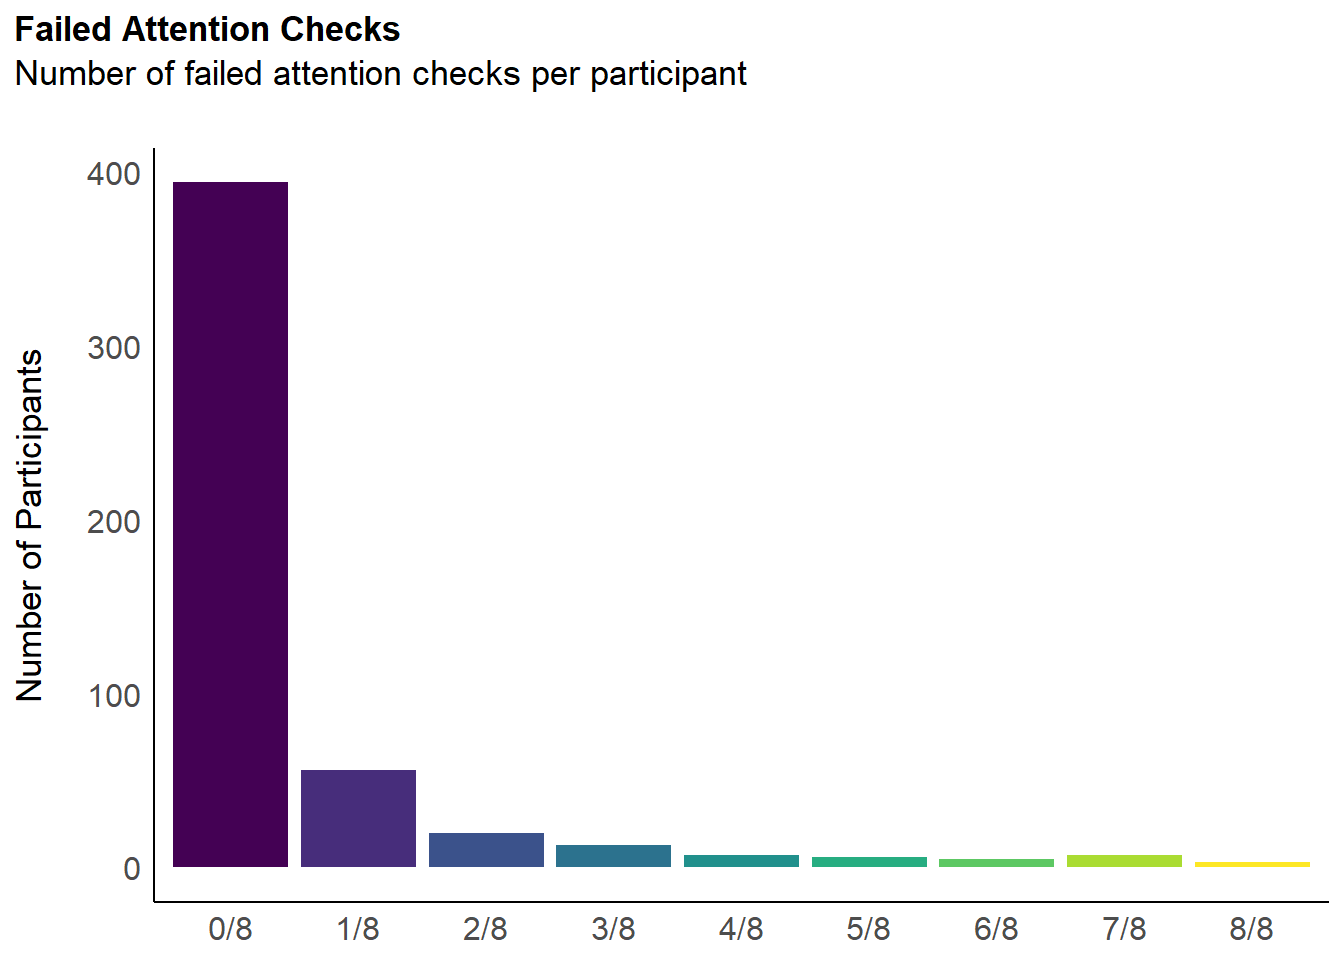 Failed Attention Checks
Number of failed attention checks per participant
Number of Participants
400
300
200
100
0
0/8 1/8 2/8 3/8 4/8 5/8 6/8 7/8 8/8